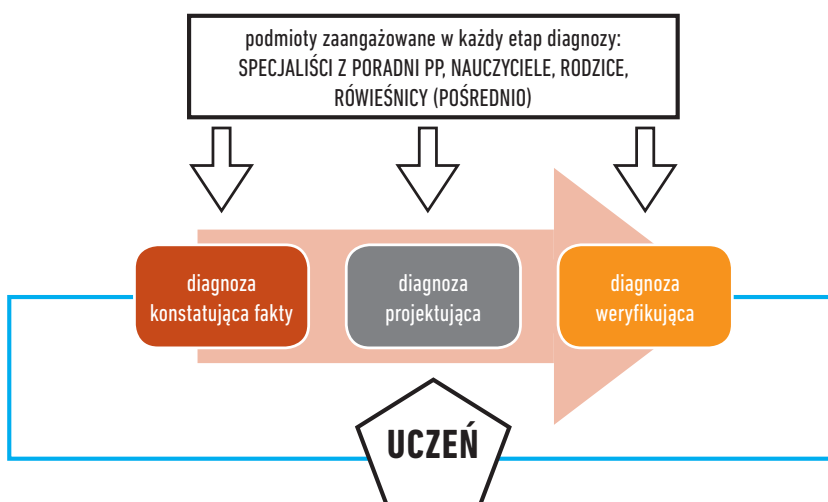 podmioty zaangażowane w każdy etap diagnozy:
SPECJALIŚCI Z PORADNI PP, NAUCZYCIELE, RODZICE,
RÓWIEŚNICY (POŚREDNIO)
diagnoza
konstatująca fakty
diagnoza
projektująca
diagnoza
weryfikująca
UCZEŃ